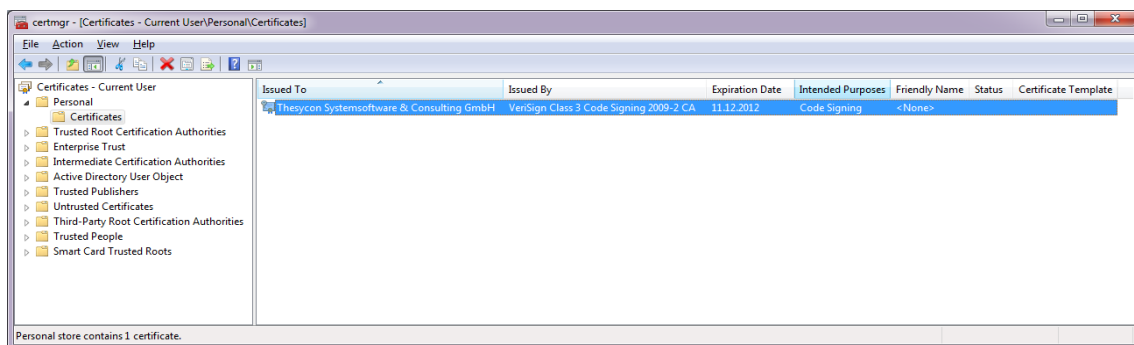 certmgr - [Certificates - Current User\Personal\Certificates]
File Action View Help
Certificates - Current User
Personal
Certificates
Trusted Root Certification Authorities
Enterprise Trust
Intermediate Certification Authorities
Active Directory User Object
Trusted Publishers
Untrusted Certificates
Third-Party Root Certification Authorities
Trusted People
Smart Card Trusted Roots
Issued To Issued By Expiration Date Intended Purposes Friendly Name Status Certificate Template
Thesycon Systemsoftware & Consulting GmbH VeriSign Class 3 Code Signing 2009-2 CA 11.12.2012 Code Signing <None>
Personal store contains 1 certificate.